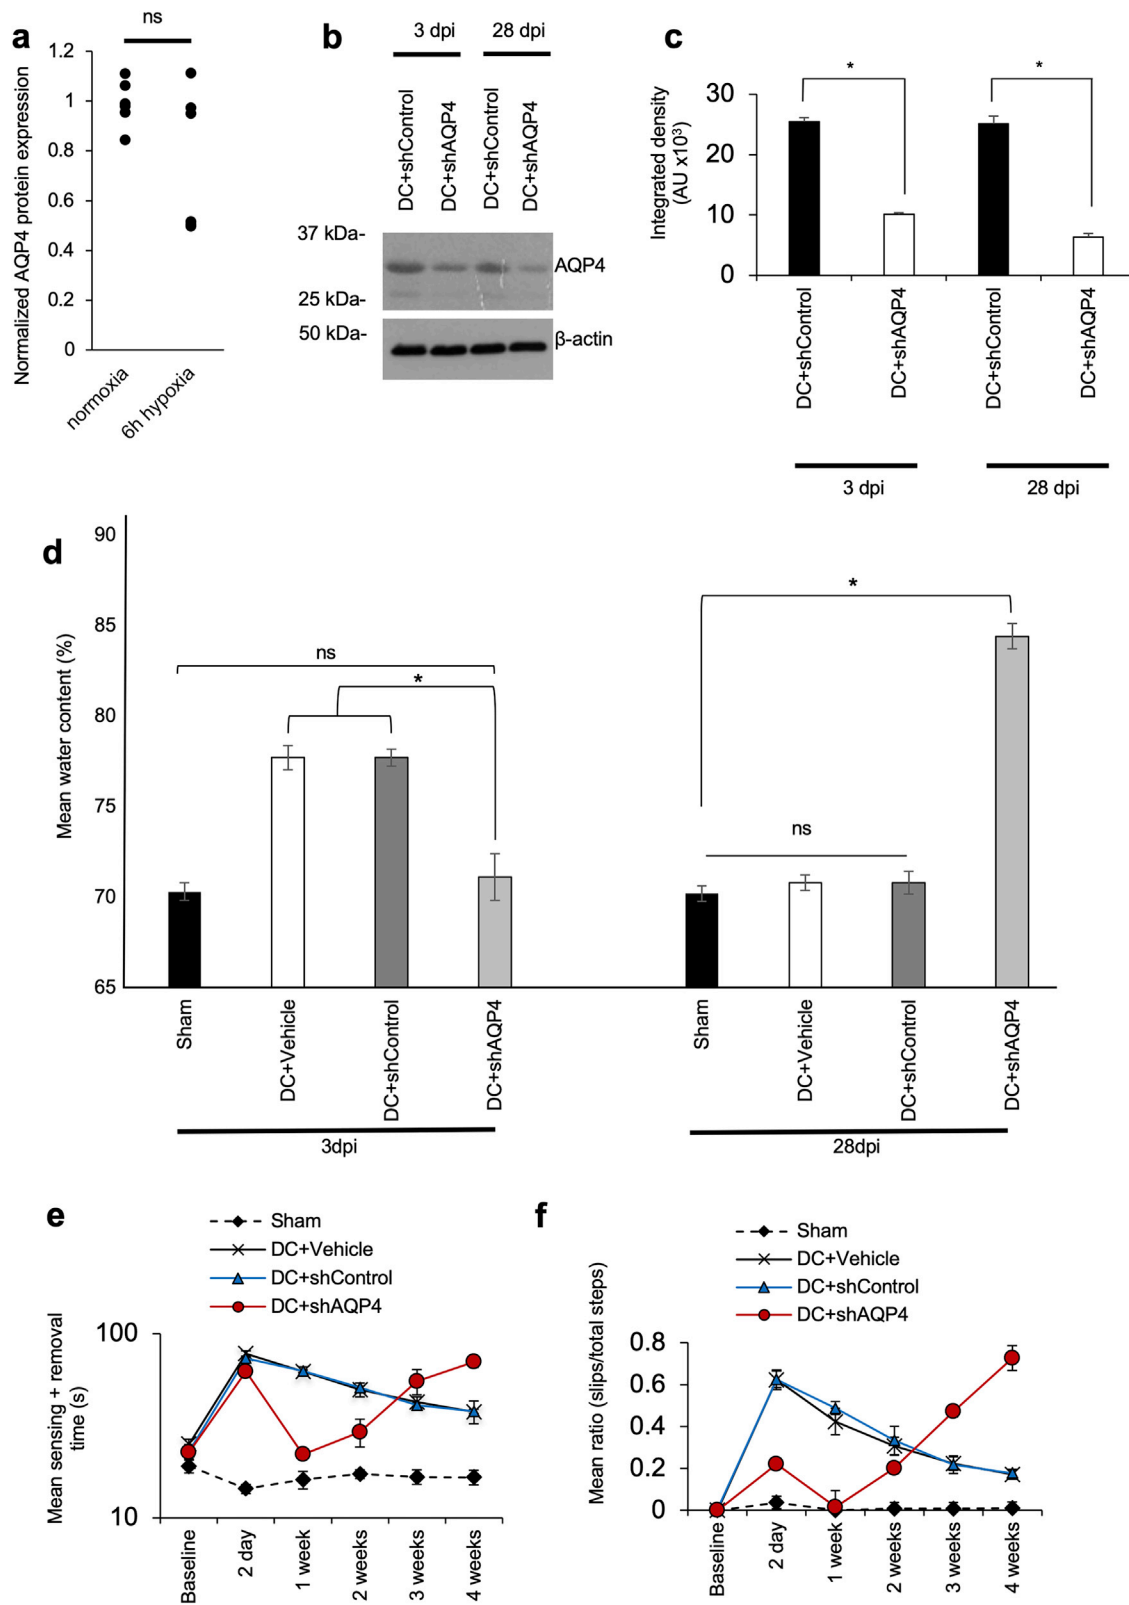 a
ns
Normalized AQP4 protein expression
1.2
1
0.8
0.6
0.4
0.2
0
normoxia
6h hypoxia
b
3 dpi
28 dpi
DC+shControl
DC+shAQP4
DC+shControl
DC+shAQP4
37 kDa-
25 kDa-
50 kDa-
AQP4
β-actin
c
*
*
Integrated density
(AU x10³)
30
20
10
0
DC+shControl
DC+shAQP4
DC+shControl
DC+shAQP4
3 dpi
28 dpi
d
Mean water content (%)
90
85
80
75
70
65
ns
*
ns
*
Sham
DC+Vehicle
DC+shControl
DC+shAQP4
Sham
DC+Vehicle
DC+shControl
DC+shAQP4
3dpi
28dpi
e
Sham
DC+Vehicle
DC+shControl
DC+shAQP4
Mean sensing + removal
time (s)
100
10
Baseline
2 day
1 week
2 weeks
3 weeks
4 weeks
f
Sham
DC+Vehicle
DC+shControl
DC+shAQP4
Mean ratio (slips/total steps)
0.8
0.6
0.4
0.2
0
Baseline
2 day
1 week
2 weeks
3 weeks
4 weeks